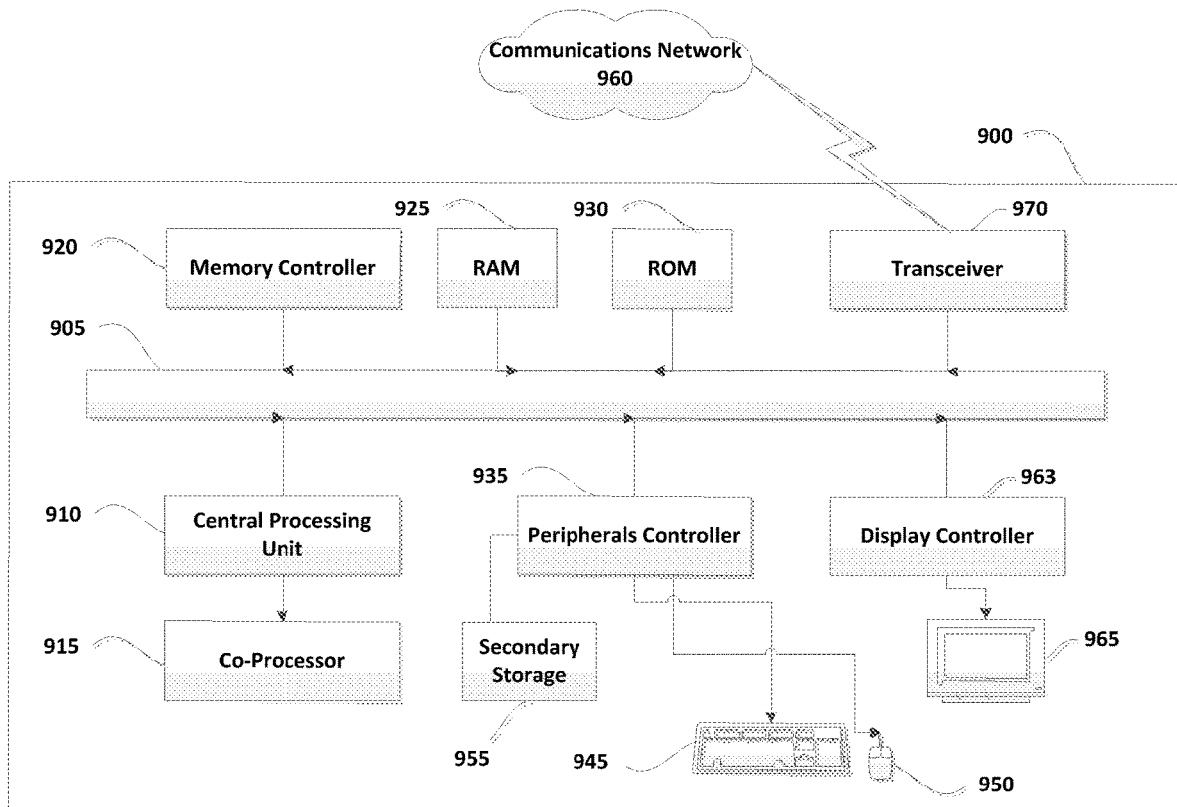 Communications Network
960
900
925
930
970
920
Memory Controller
RAM
ROM
Transceiver
905
935
963
910
Central Processing
Unit
Peripherals Controller
Display Controller
915
Co-Processor
Secondary
Storage
965
955
945
950